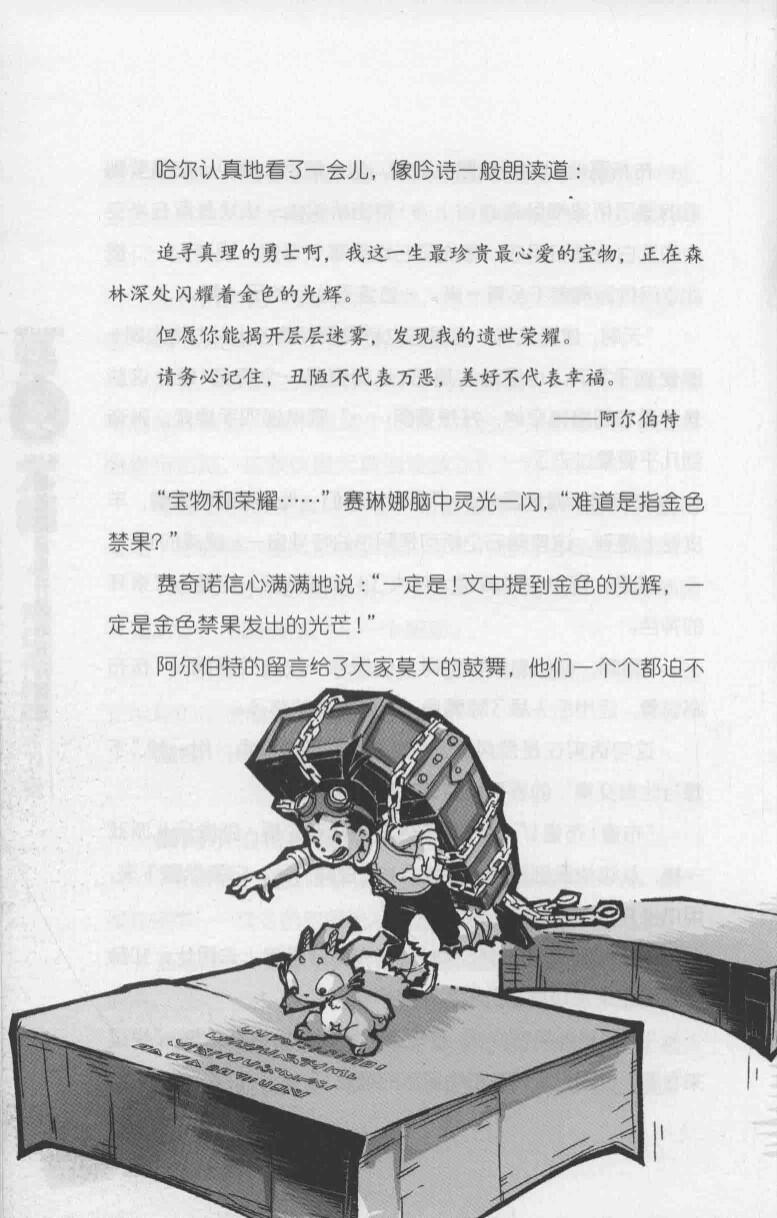 哈尔认真地看了一会儿，像吟诗一般朗读道：
追寻真理的勇士啊，我这一生最珍贵最心爱的宝物，正在森
林深处闪耀着金色的光辉。
但愿你能揭开层层迷雾，发现我的遗世荣耀。
请务必记住，丑陋不代表万恶，美好不代表幸福。
——阿尔伯特
“宝物和荣耀……”赛琳娜脑中灵光一闪，“难道是指金色
禁果？”
费奇诺信心满满地说：“一定是！文中提到金色的光辉，一
定是金色禁果发出的光芒！”
阿尔伯特的留言给了大家莫大的鼓舞，他们一个个都迫不